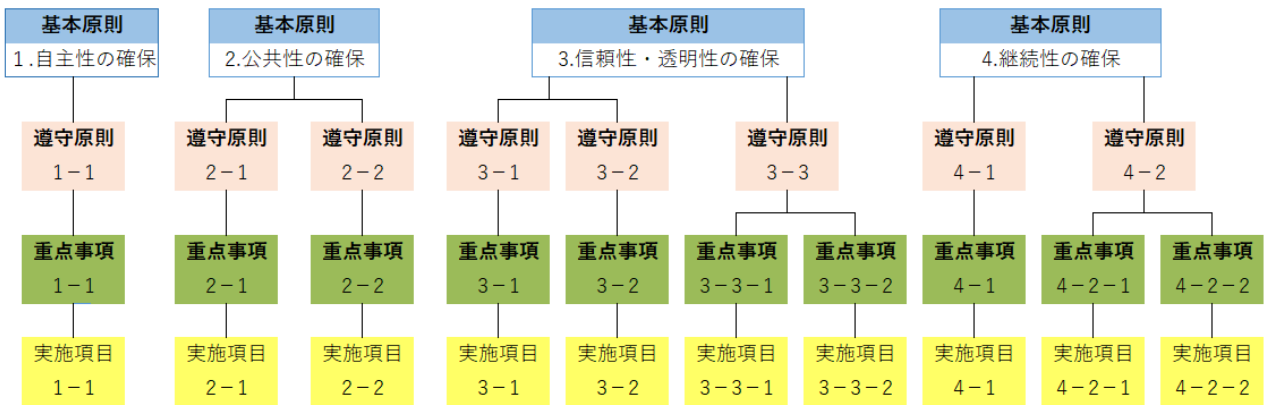 基本原則
1.自主性の確保
基本原則
2.公共性の確保
基本原則
3.信頼性・透明性の確保
基本原則
4.継続性の確保
遵守原則
1－1
遵守原則
2－1
遵守原則
2－2
遵守原則
3－1
遵守原則
3－2
遵守原則
3－3
遵守原則
4－1
遵守原則
4－2
重点事項
1－1
重点事項
2－1
重点事項
2－2
重点事項
3－1
重点事項
3－2
重点事項
3－3－1
重点事項
3－3－2
重点事項
4－1
重点事項
4－2－1
重点事項
4－2－2
実施項目
1－1
実施項目
2－1
実施項目
2－2
実施項目
3－1
実施項目
3－2
実施項目
3－3－1
実施項目
3－3－2
実施項目
4－1
実施項目
4－2－1
実施項目
4－2－2